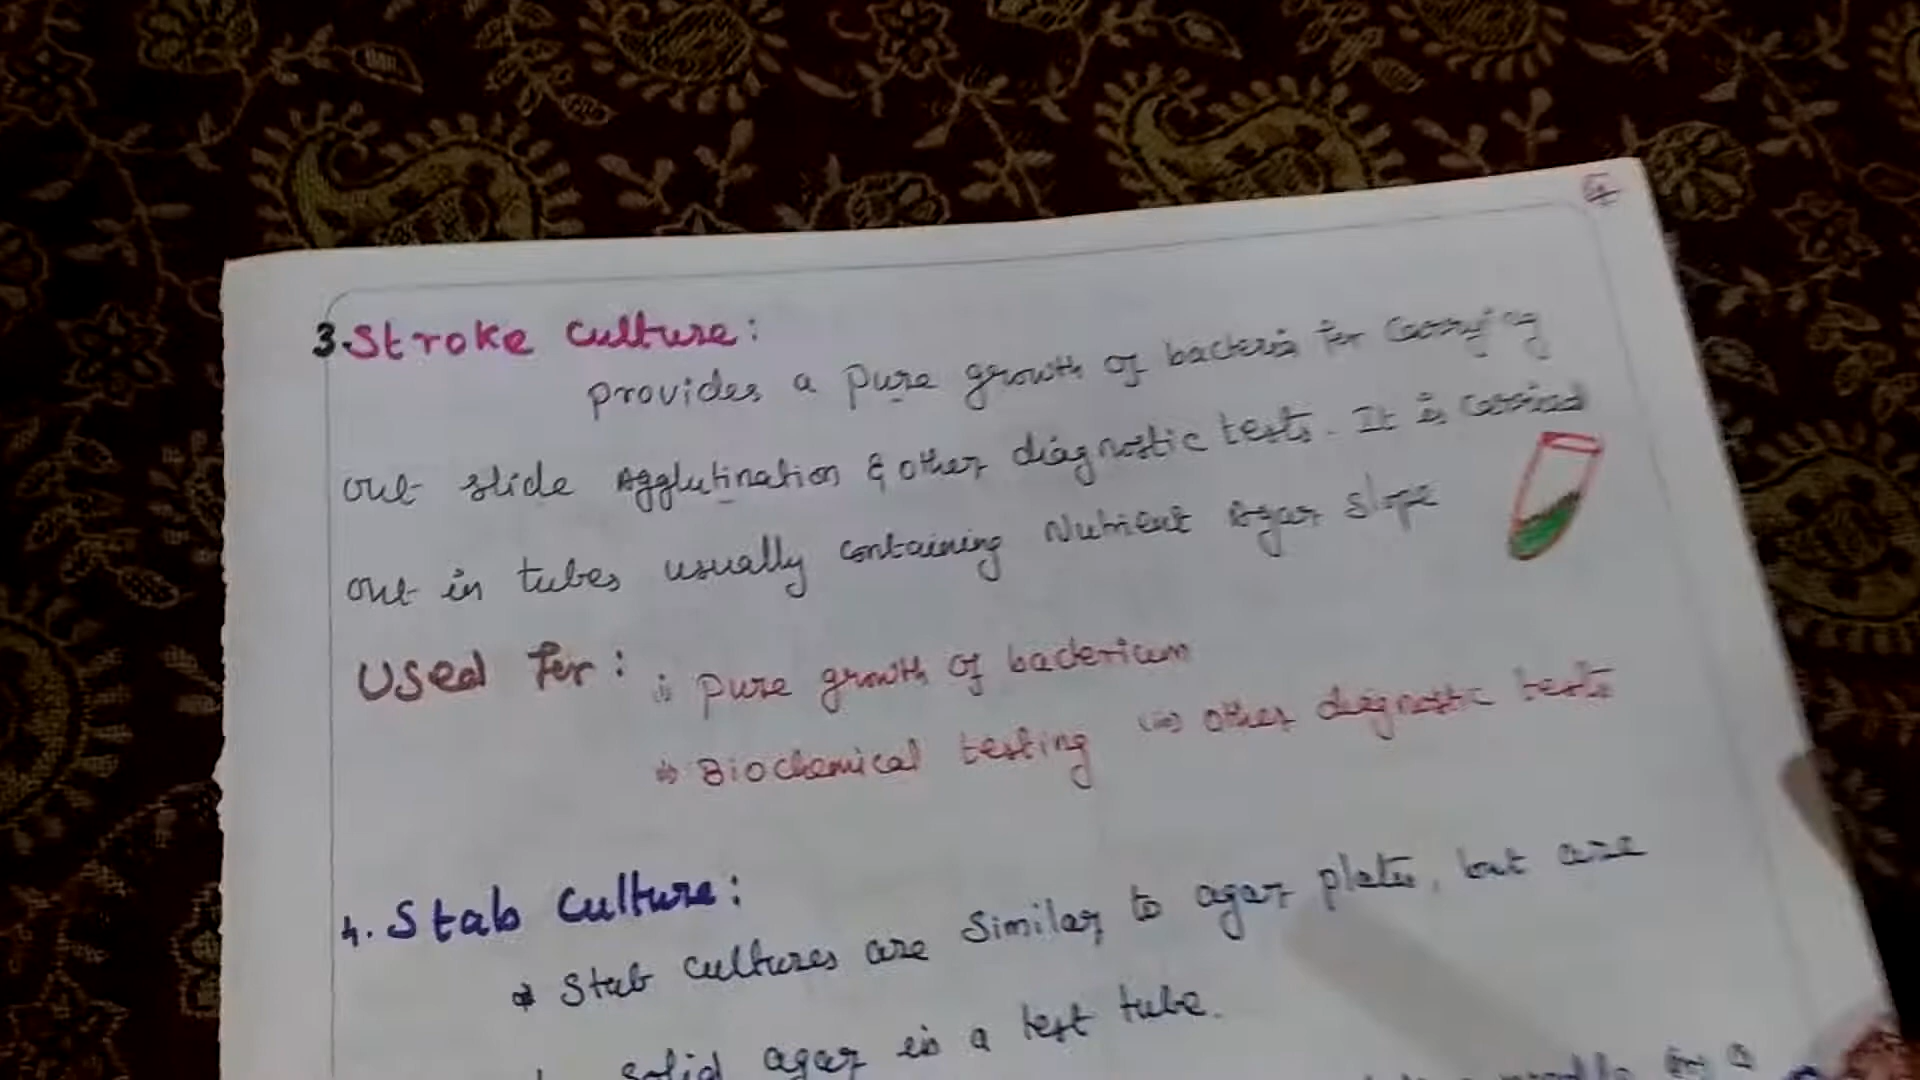 4
3. Stroke Culture:
provides a pure growth of bacteria for Carrying
out slide Agglutination & other diagnostic tests. It is carried
out in tubes usually containing Nutrient Agar slope
Used for: i) pure growth of bactericum
ii) Biochemical testing (iii) other diagnostic tests
4. Stab Culture:
* Stab cultures are similar to agar plates, but are
solid agar in a test tube.